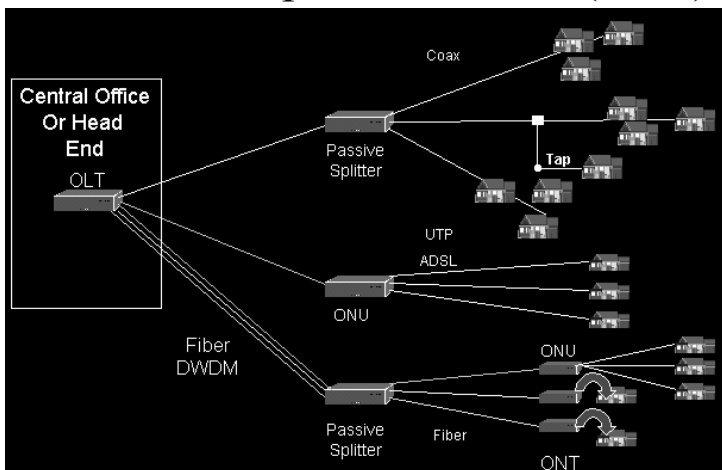 Central Office
Or Head
End
OLT
Coax
Passive
Splitter
Tap
UTP
ADSL
ONU
Fiber
DWDM
ONU
Passive
Splitter
Fiber
ONT